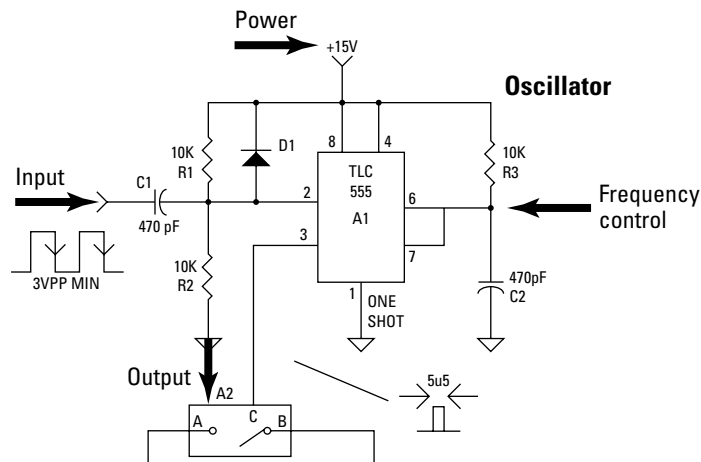 Power
+15V
Oscillator
10K
R1
D1
8
4
TLC
555
A1
10K
R3
Input
C1
470 pF
2
6
Frequency
control
3
7
3VPP MIN
10K
R2
1
ONE
SHOT
470pF
C2
Output
A2
5u5
A
C
B